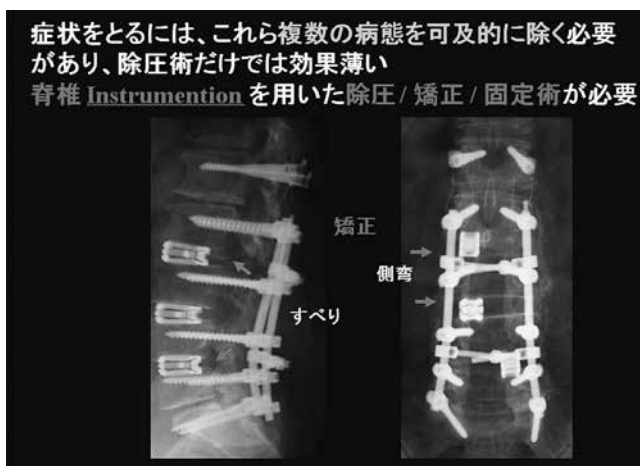 症状をとるには、これら複数の病態を可及的に除く必要
があり、除圧術だけでは効果薄い
脊椎 Instrumention を用いた除圧 / 矯正 / 固定術が必要
矯正
側弯
すべり